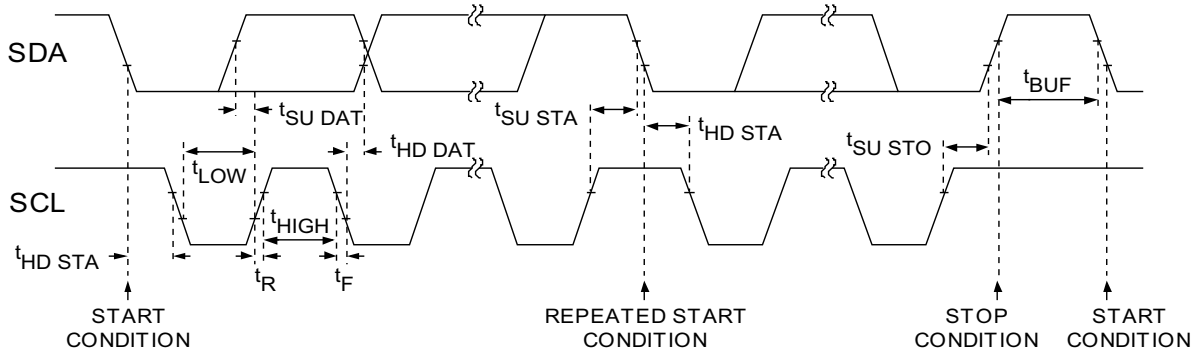 SDA
t SU DAT
t SU STA
t BUF
t HD DAT
t HD STA
t SU STO
t LOW
SCL
t HIGH
t HD STA
t R
t F
START
CONDITION
REPEATED START
CONDITION
STOP
CONDITION
START
CONDITION